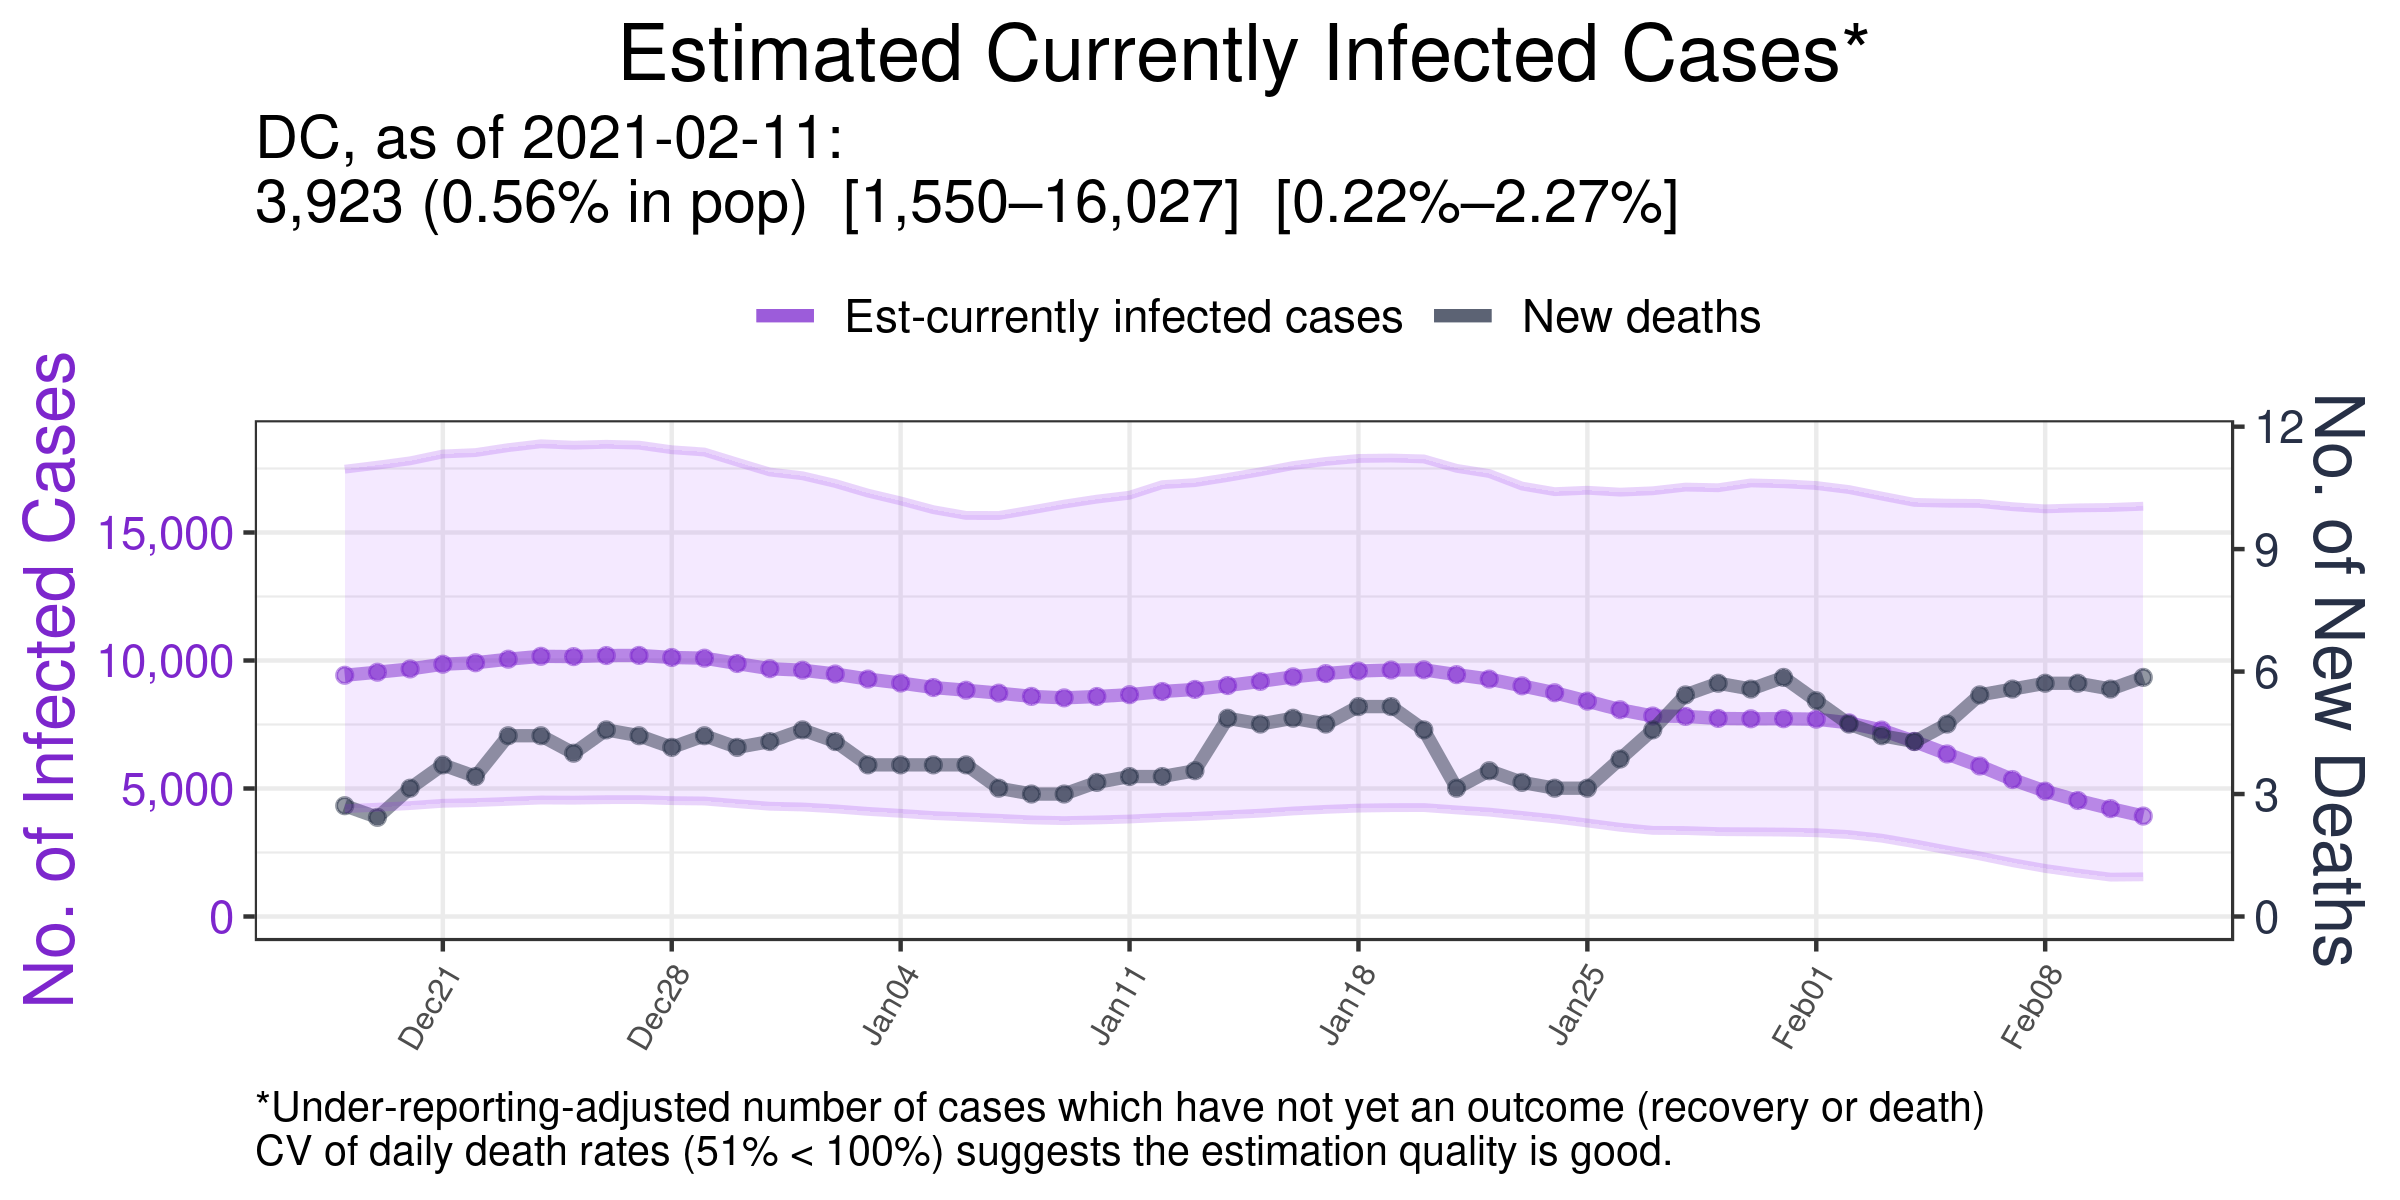 Estimated Currently Infected Cases*
DC, as of 2021-02-11:
3,923 (0.56% in pop) [1,550–16,027] [0.22%–2.27%]
Est-currently infected cases
New deaths
No. of Infected Cases
15,000
10,000
5,000
0
12
9
6
3
0
No. of New Deaths
Dec21
Dec28
Jan04
Jan11
Jan18
Jan25
Feb01
Feb08
*Under-reporting-adjusted number of cases which have not yet an outcome (recovery or death)
CV of daily death rates (51% < 100%) suggests the estimation quality is good.